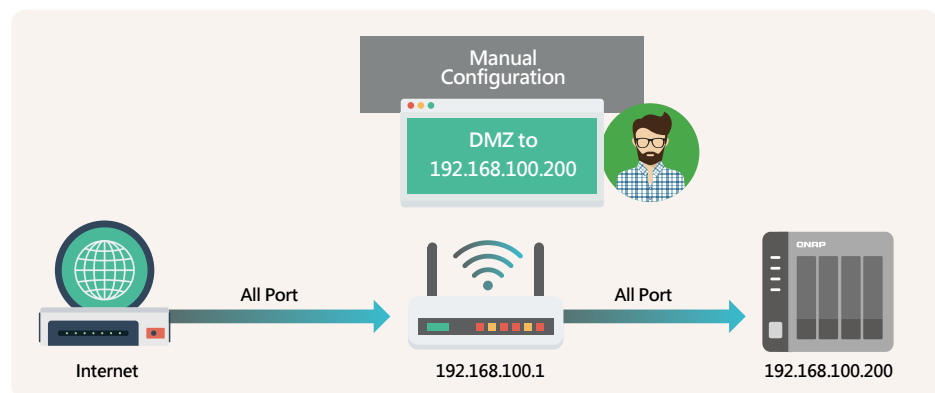 Manual
Configuration
DMZ to
192.168.100.200
QNAP
All Port
All Port
Internet
192.168.100.1
192.168.100.200